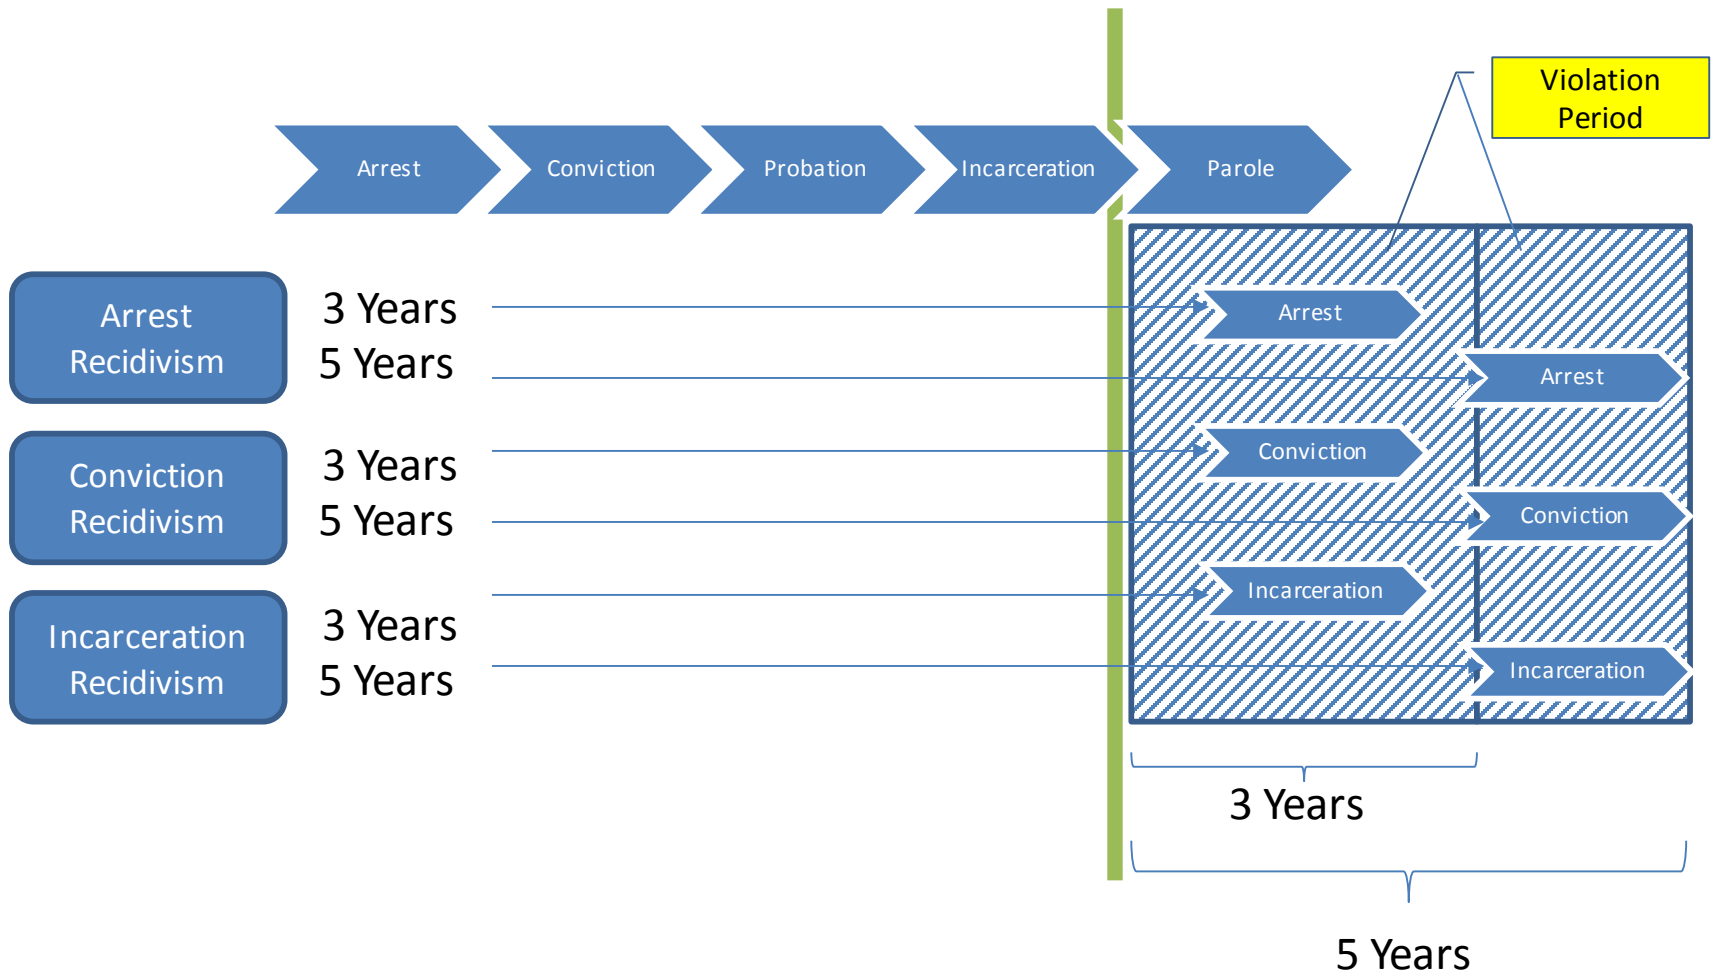 Violation
Period
Arrest
Conviction
Probation
Incarceration
Parole
Arrest
Recidivism
3 Years
5 Years
Arrest
Arrest
Conviction
Recidivism
3 Years
5 Years
Conviction
Conviction
Incarceration
Recidivism
3 Years
5 Years
Incarceration
Incarceration
3 Years
5 Years